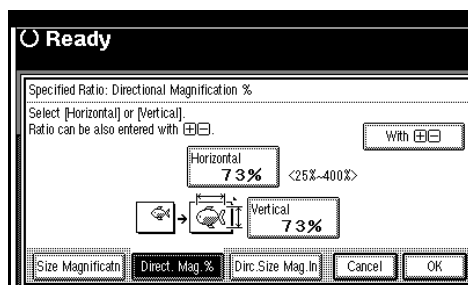 Ready
Specified Ratio: Directional Magnification %
Select [Horizontal] or [Vertical].
Ratio can be also entered with ⊞⊟.
With ⊞⊟
Horizontal
73%
<25%~400%>
Vertical
73%
Size Magnificatn
Direct. Mag.%
Dirc.Size Mag.In
Cancel
OK